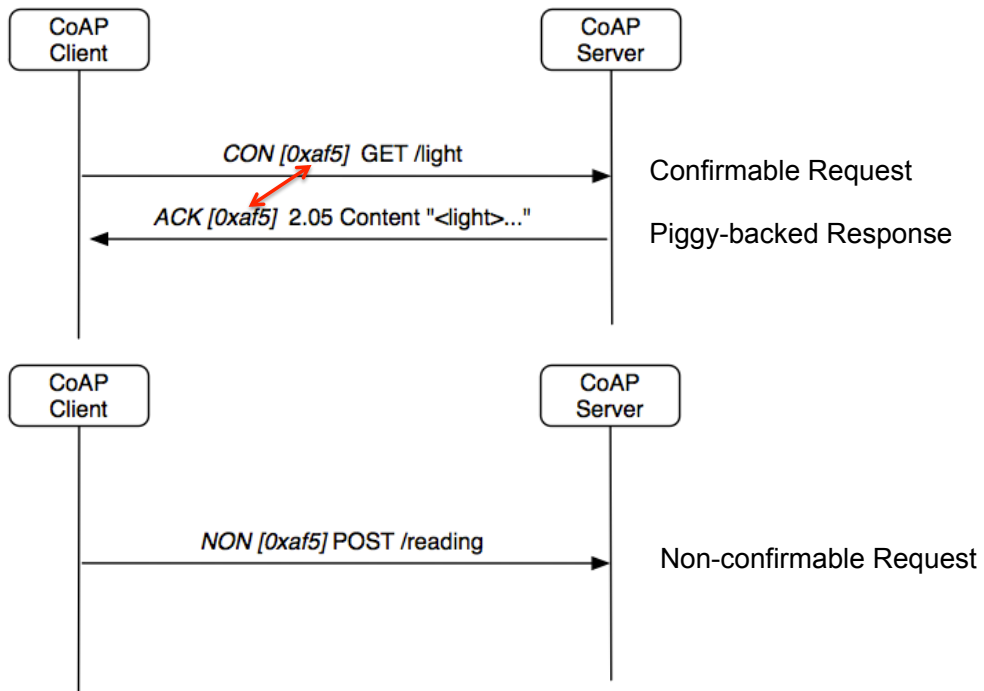 CoAP
Client
CoAP
Server
CON [0xaf5] GET /light
Confirmable Request
ACK [0xaf5] 2.05 Content "<light>..."
Piggy-backed Response
CoAP
Client
CoAP
Server
NON [0xaf5] POST /reading
Non-confirmable Request